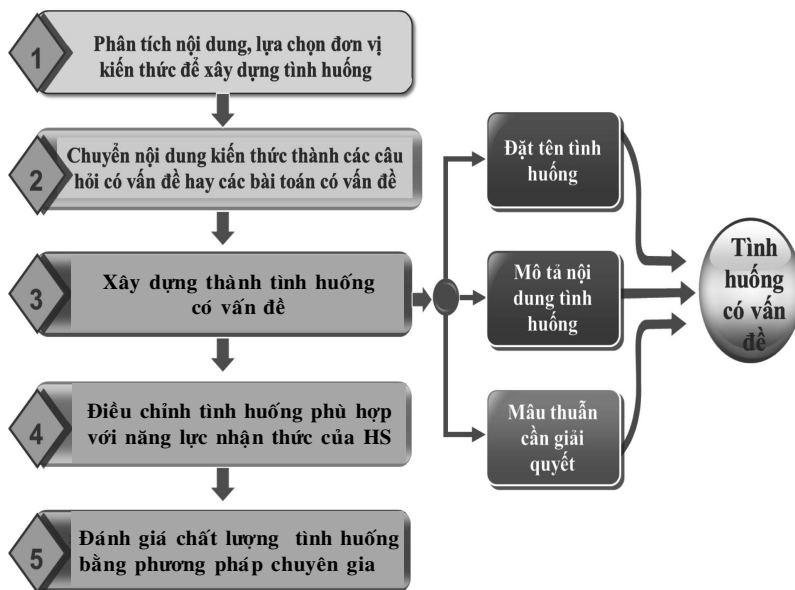 1
Phân tích nội dung, lựa chọn đơn vị
kiến thức để xây dựng tình huống
2
Chuyển nội dung kiến thức thành các câu
hỏi có vấn đề hay các bài toán có vấn đề
3
Xây dựng thành tình huống
có vấn đề
4
Điều chỉnh tình huống phù hợp
với năng lực nhận thức của HS
5
Đánh giá chất lượng tình huống
bằng phương pháp chuyên gia
Đặt tên tình
huống
Mô tả nội
dung tình
huống
Mâu thuẫn
cần giải
quyết
Tình
huống
có vấn
đề